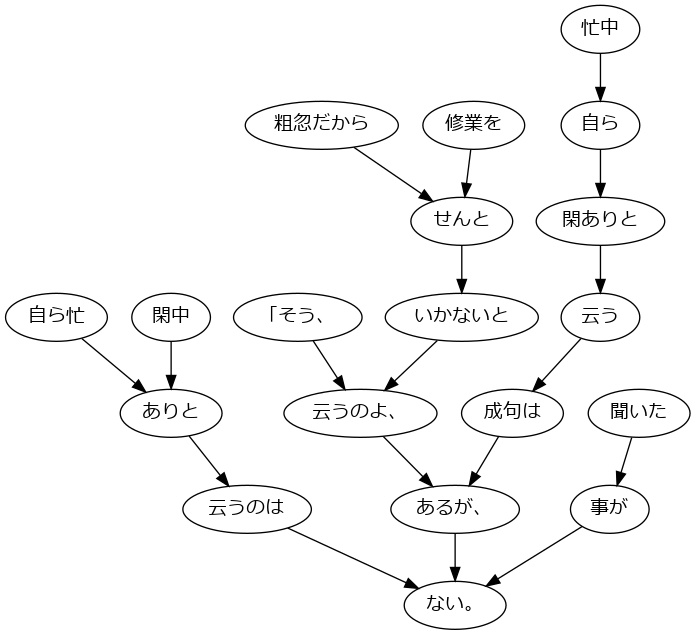 忙中
粗忽だから
修業を
自ら
せんと
閑ありと
自ら忙
閑中
「そう、
いかないと
云う
ありと
云うのよ、
成句は
聞いた
云うのは
あるが、
事が
ない。